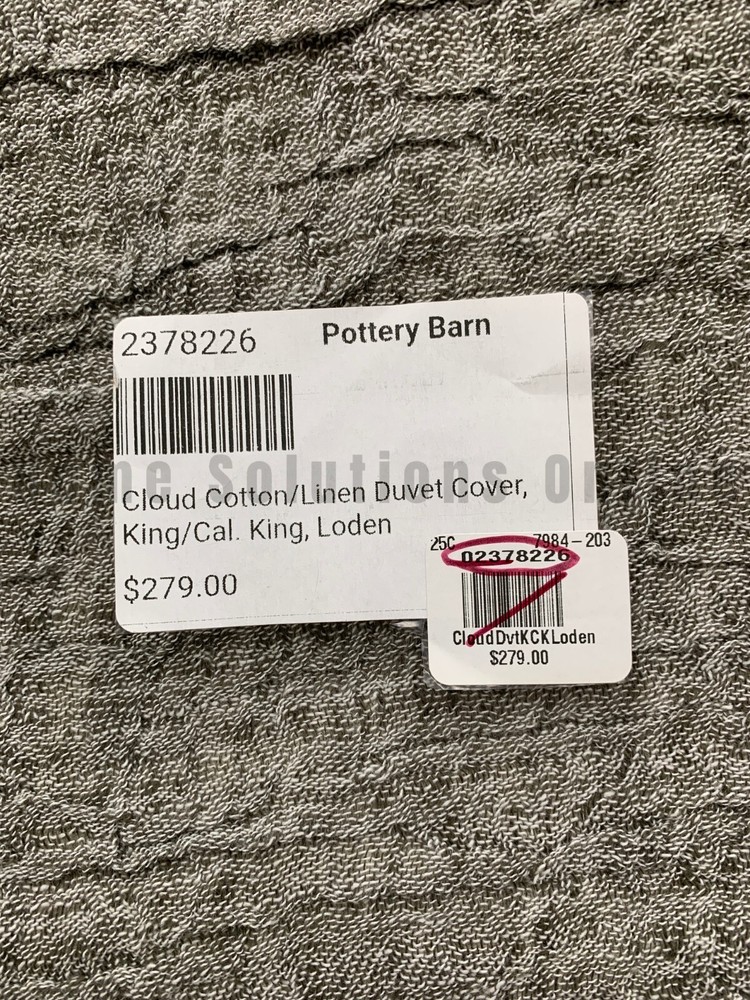 2378226 Pottery Barn
Solutions
Cloud Cotton/Linen Duvet Cover,
King/Cal. King, Loden
$279.00
25C 7984-203
02378226
CloudDvtKCKLoden
$279.00